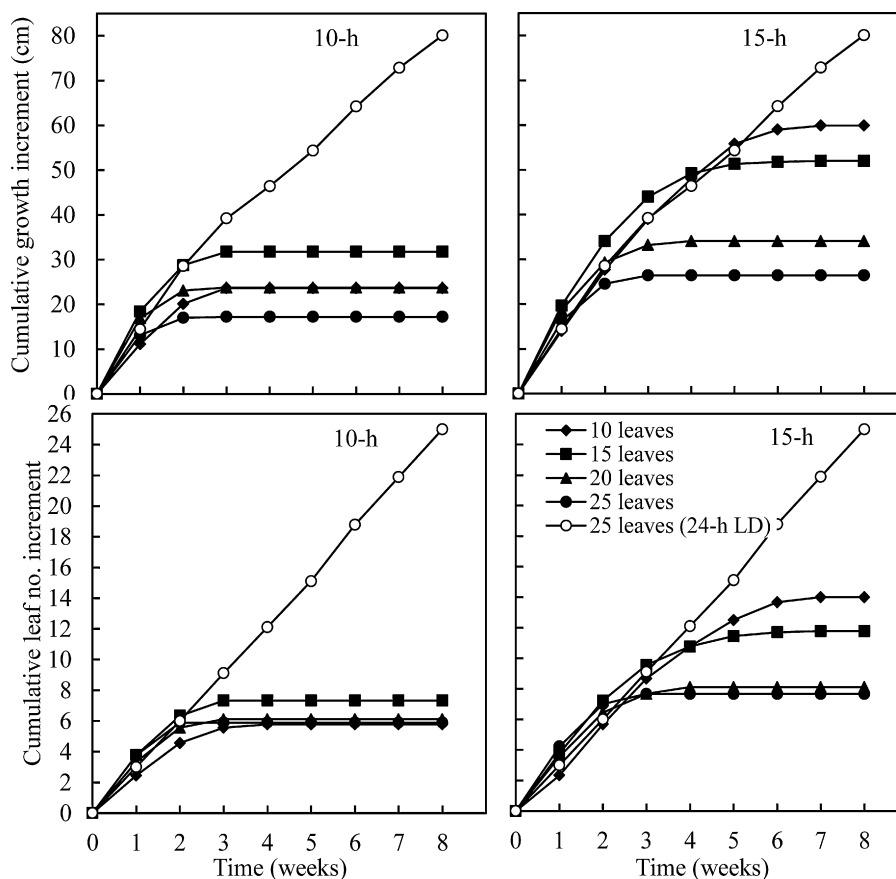 Cumulative growth increment (cm)
80
70
60
50
40
30
20
10
0
10-h
15-h
Cumulative leaf no. increment
26
24
22
20
18
16
14
12
10
8
6
4
2
0
10-h
15-h
10 leaves
15 leaves
20 leaves
25 leaves
25 leaves (24-h LD)
0 1 2 3 4 5 6 7 8
Time (weeks)
0 1 2 3 4 5 6 7 8
Time (weeks)